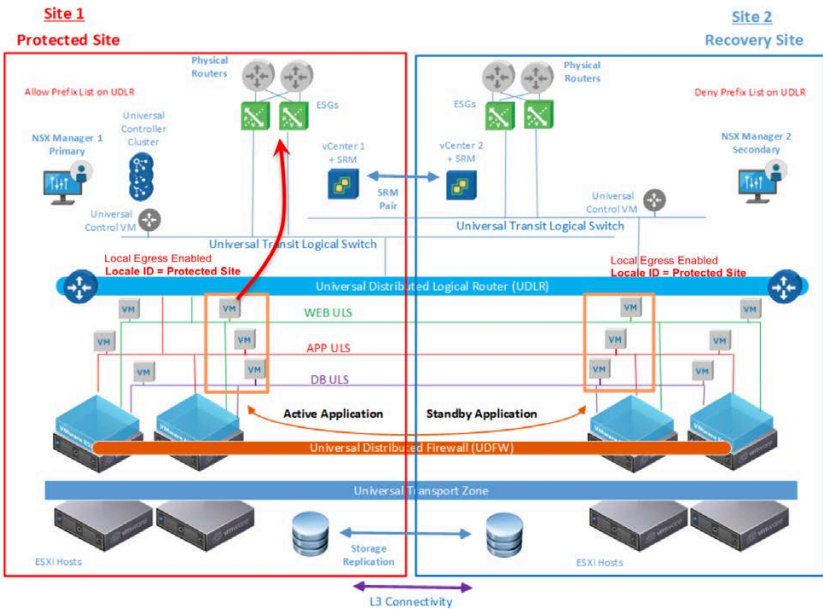 Site 1
Protected Site
Site 2
Recovery Site
Physical
Routers
Allow Prefix List on UDLR
ESGs
Universal
Controller
Cluster
NSX Manager 1
Primary
vCenter 1
+ SRM
Universal
Control VM
Universal Transit Logical Switch
SRM
Pair
Physical
Routers
Deny Prefix List on UDLR
ESGs
vCenter 2
+ SRM
NSX Manager 2
Secondary
Universal
Control VM
Universal Transit Logical Switch
Local Egress Enabled
Locale ID = Protected Site
Local Egress Enabled
Locale ID = Protected Site
Universal Distributed Logical Router (UDLR)
VM
VM
VM
VM
WEB ULS
VM
VM
VM
VM
APP ULS
VM
VM
VM
VM
DB ULS
Active Application
Standby Application
Universal Distributed Firewall (UDFW)
Universal Transport Zone
ESXi Hosts
Storage
Replication
ESXi Hosts
L3 Connectivity